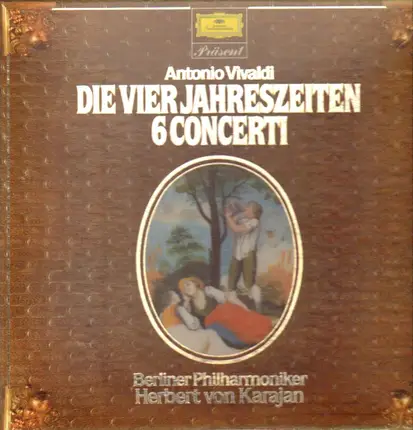 Präsent
Antonio Vivaldi
DIE VIER JAHRESZEITEN
6 CONCERTI
Berliner Philharmoniker
Herbert von Karajan